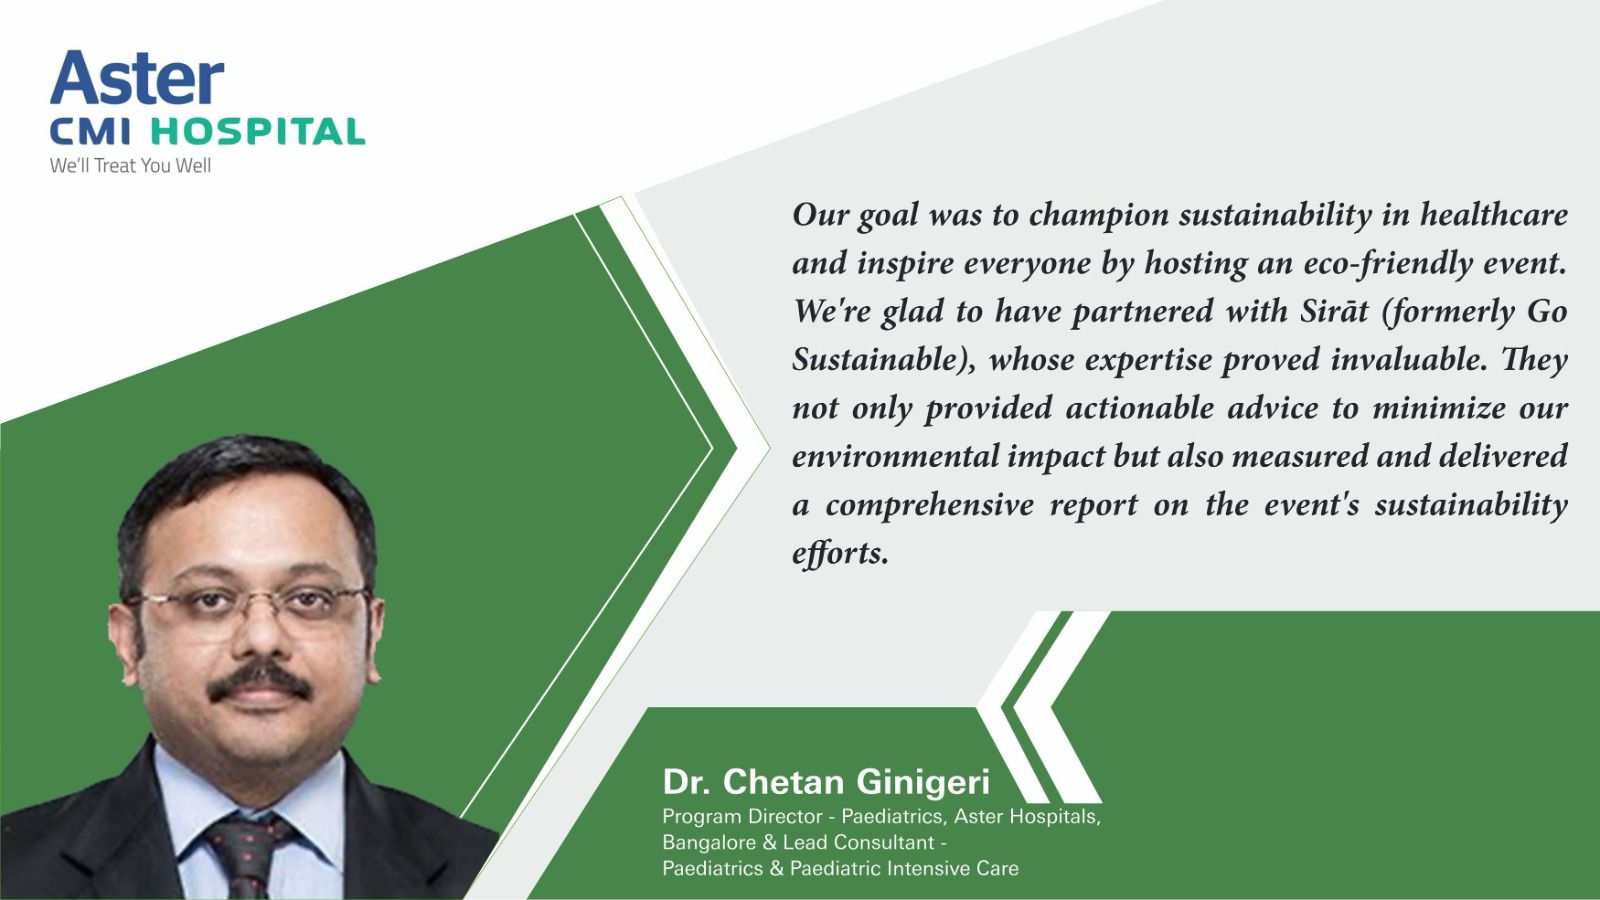 Aster
CMI HOSPITAL
We'll Treat You Well
Our goal was to champion sustainability in healthcare
and inspire everyone by hosting an eco-friendly event.
We're glad to have partnered with Sirāt (formerly Go
Sustainable), whose expertise proved invaluable. They
not only provided actionable advice to minimize our
environmental impact but also measured and delivered
a comprehensive report on the event's sustainability
efforts.
Dr. Chetan Ginigeri
Program Director - Paediatrics, Aster Hospitals,
Bangalore & Lead Consultant -
Paediatrics & Paediatric Intensive Care